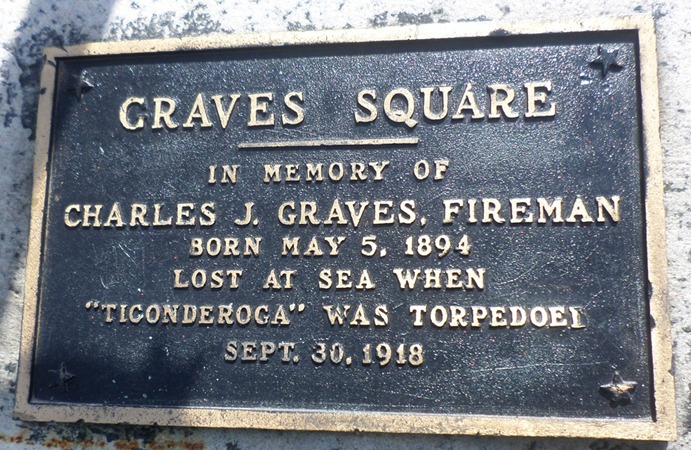 GRAVES SQUARE
IN MEMORY OF
CHARLES J. GRAVES, FIREMAN
BORN MAY 5, 1894
LOST AT SEA WHEN
"TICONDEROGA" WAS TORPEDOED
SEPT. 30, 1918